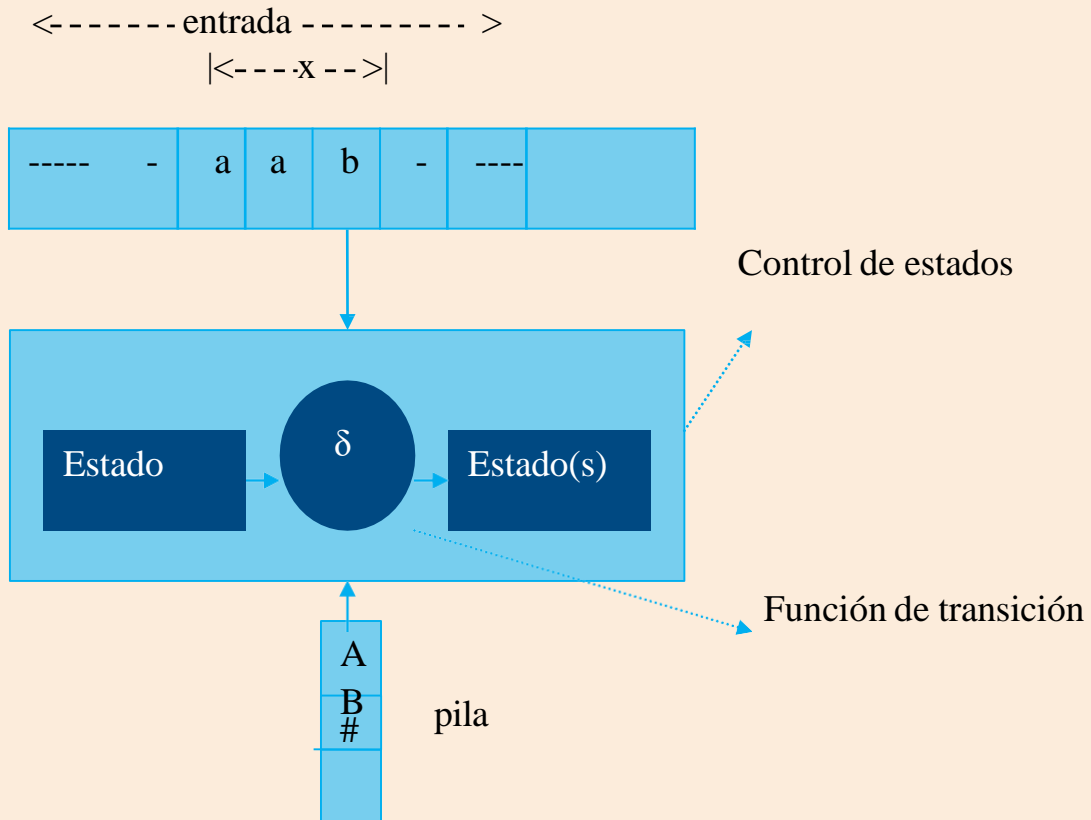 <------- entrada --------- >
|<----x -->|
----- - a a b - ----
Control de estados
Estado δ Estado(s)
Función de transición
A
B
#
pila